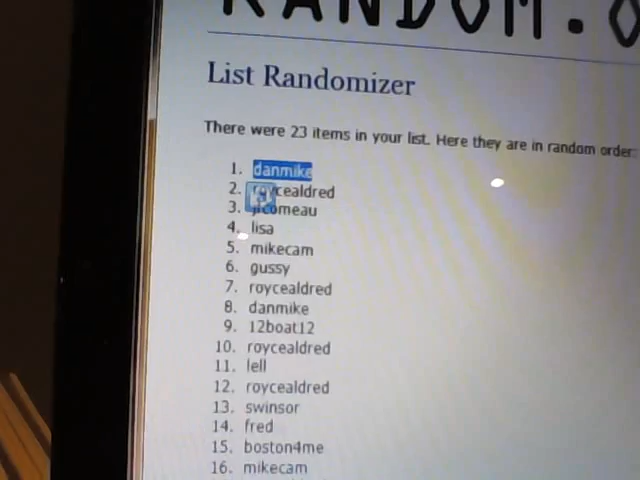 RANDOM.O
List Randomizer
There were 23 items in your list. Here they are in random order:
1. danmike
2. roycealdred
3. jlcomeau
4. lisa
5. mikecam
6. gussy
7. roycealdred
8. danmike
9. 12boat12
10. roycealdred
11. lell
12. roycealdred
13. swinsor
14. fred
15. boston4me
16. mikecam